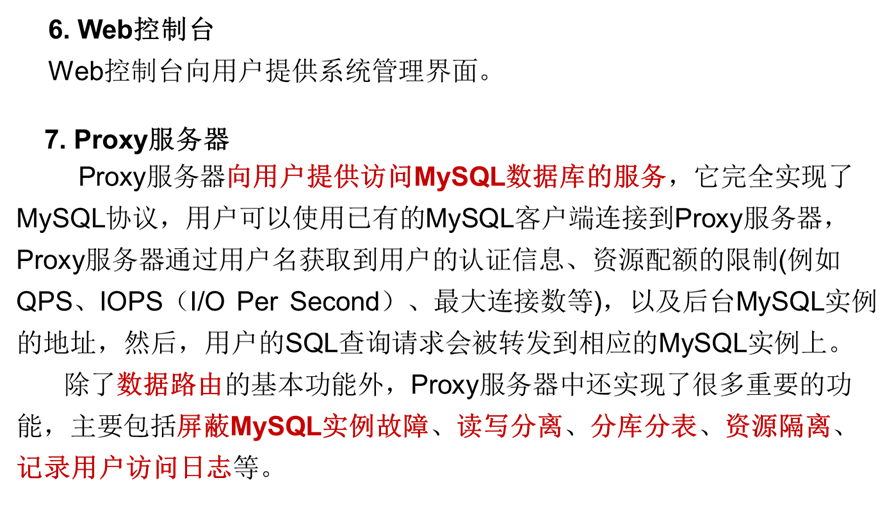 6. Web控制台
Web控制台向用户提供系统管理界面。
7. Proxy服务器
Proxy服务器向用户提供访问MySQL数据库的服务，它完全实现了
MySQL协议，用户可以使用已有的MySQL客户端连接到Proxy服务器，
Proxy服务器通过用户名获取到用户的认证信息、资源配额的限制(例如
QPS、IOPS（I/O Per Second）、最大连接数等)，以及后台MySQL实例
的地址，然后，用户的SQL查询请求会被转发到相应的MySQL实例上。
除了数据路由的基本功能外，Proxy服务器中还实现了很多重要的功
能，主要包括屏蔽MySQL实例故障、读写分离、分库分表、资源隔离、
记录用户访问日志等。